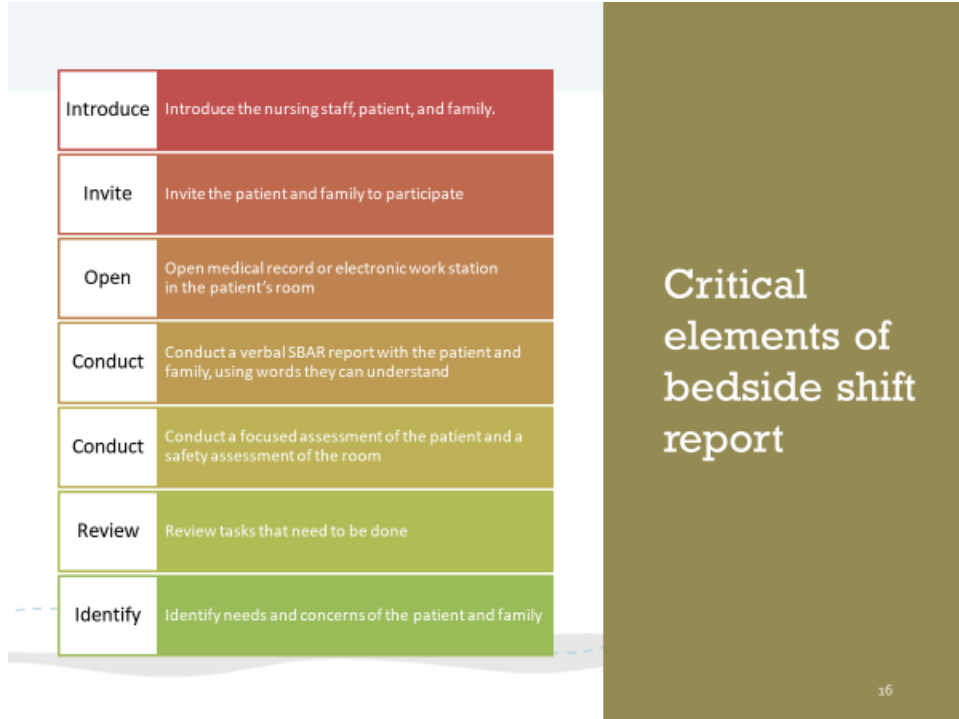 Introduce
Introduce the nursing staff, patient, and family.
Invite
Invite the patient and family to participate
Open
Open medical record or electronic work station
in the patient's room
Conduct
Conduct a verbal SBAR report with the patient and
family, using words they can understand
Conduct
Conduct a focused assessment of the patient and a
safety assessment of the room
Review
Review tasks that need to be done
Identify
Identify needs and concerns of the patient and family
Critical
elements of
bedside shift
report
16